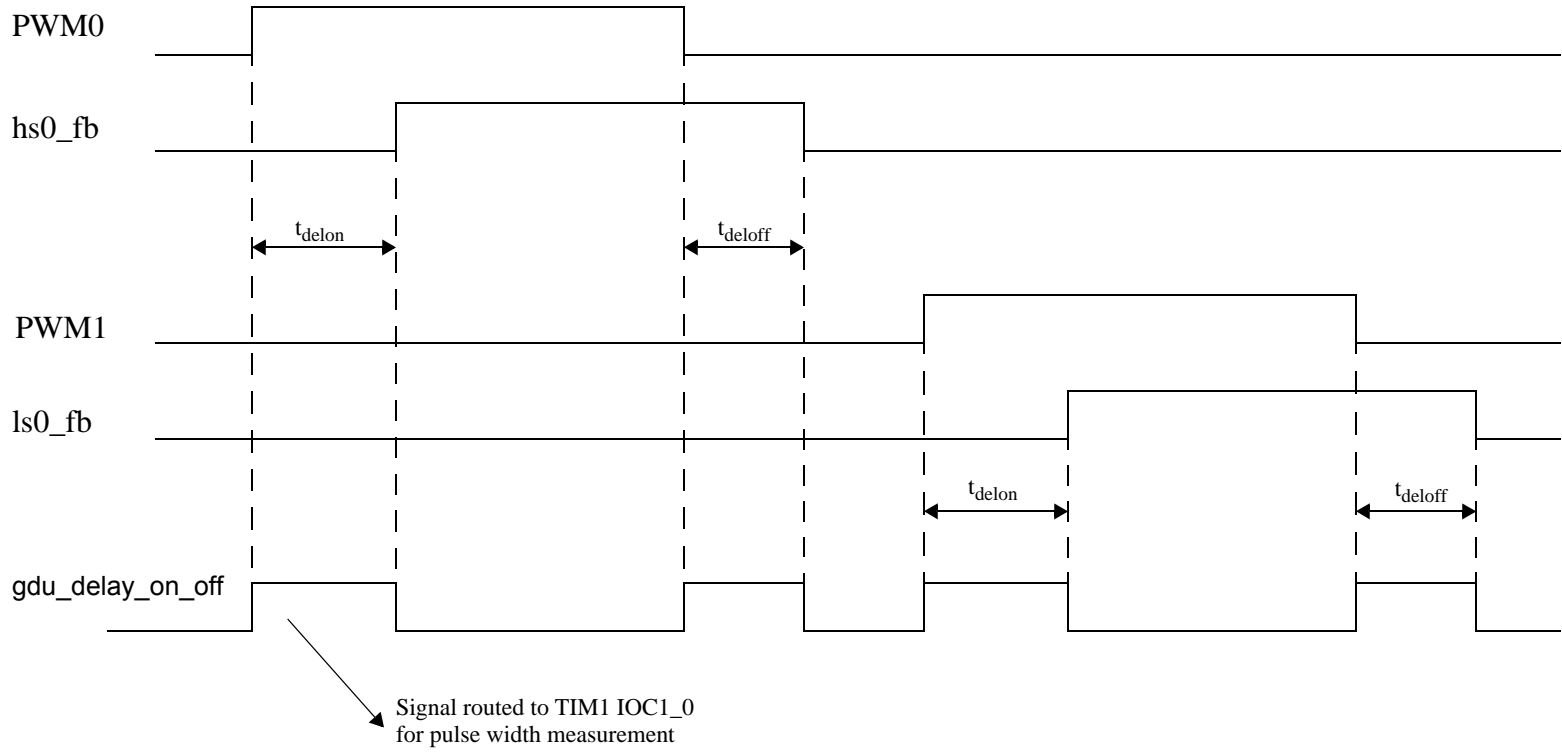 PWM0
hs0_fb
tdelon
tdeloff
PWM1
ls0_fb
tdelon
tdeloff
gdu_delay_on_off
Signal routed to TIM1 IOC1_0
for pulse width measurement